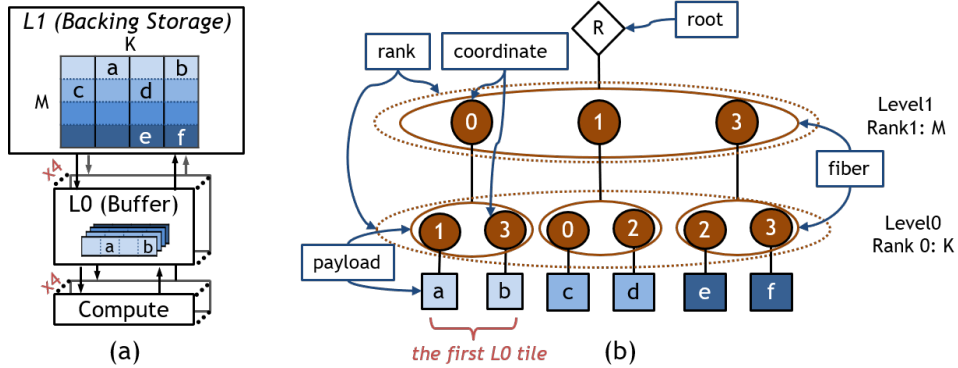 L1 (Backing Storage)
K
a b
M
c d
e f
x4
L0 (Buffer)
a b
x4
Compute
(a)
R
root
rank
coordinate
0 1 3
Level1
Rank1: M
fiber
1 3 0 2 2 3
Level0
Rank 0: K
payload
a b c d e f
the first L0 tile
(b)